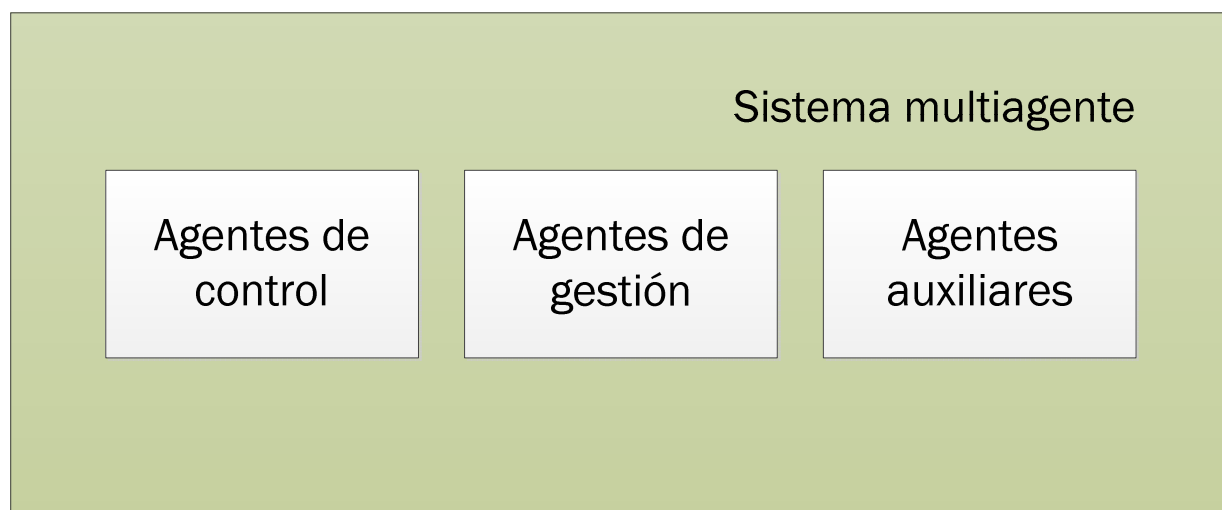 Sistema multiagente
Agentes de
control
Agentes de
gestión
Agentes
auxiliares